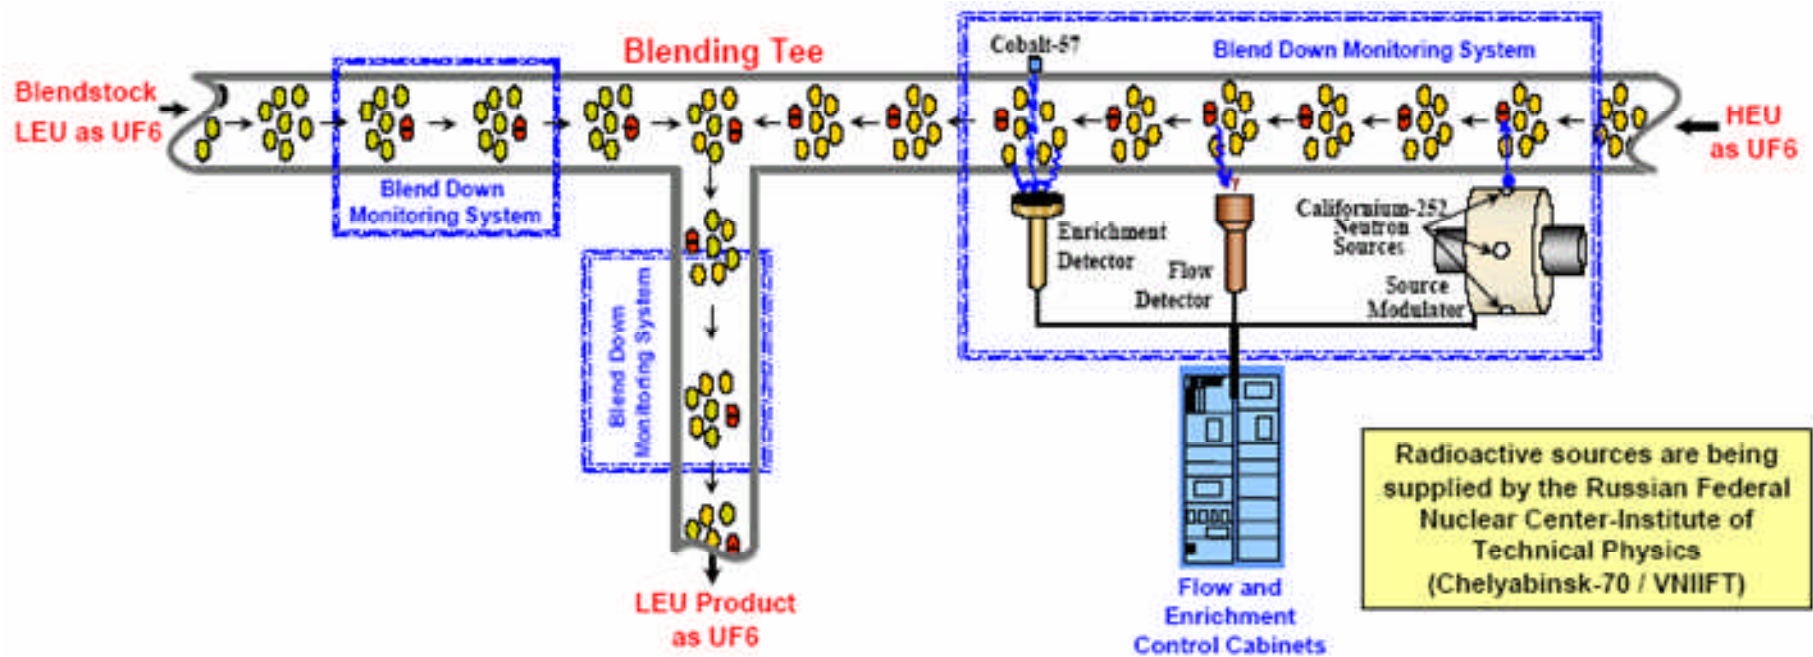 Blending Tee
Cobalt-57
Blend Down Monitoring System
Blendstock
LEU as UF6
HEU
as UF6
Blend Down
Monitoring System
Blend Down
Monitoring System
Enrichment
Detector
Flow
Detector
γ
Californium-252
Neutron
Sources
Source
Modulator
LEU Product
as UF6
Flow and
Enrichment
Control Cabinets
Radioactive sources are being
supplied by the Russian Federal
Nuclear Center-Institute of
Technical Physics
(Chelyabinsk-70 / VNIIFT)